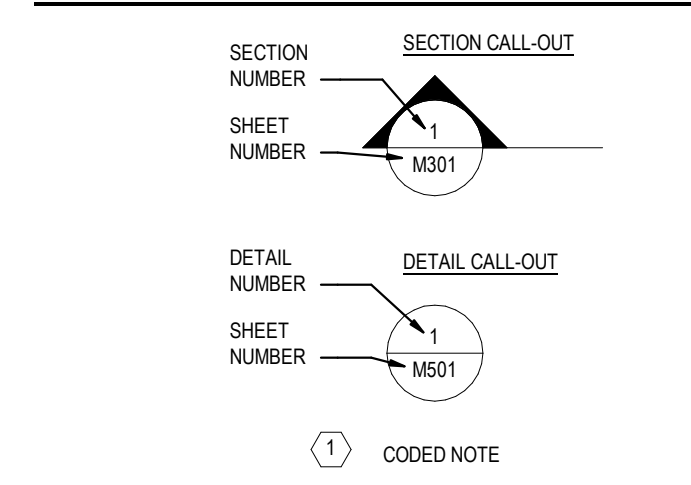 SECTION CALL-OUT
SECTION
NUMBER
1
SHEET
NUMBER
M301
DETAIL CALL-OUT
DETAIL
NUMBER
1
SHEET
NUMBER
M501
1 CODED NOTE